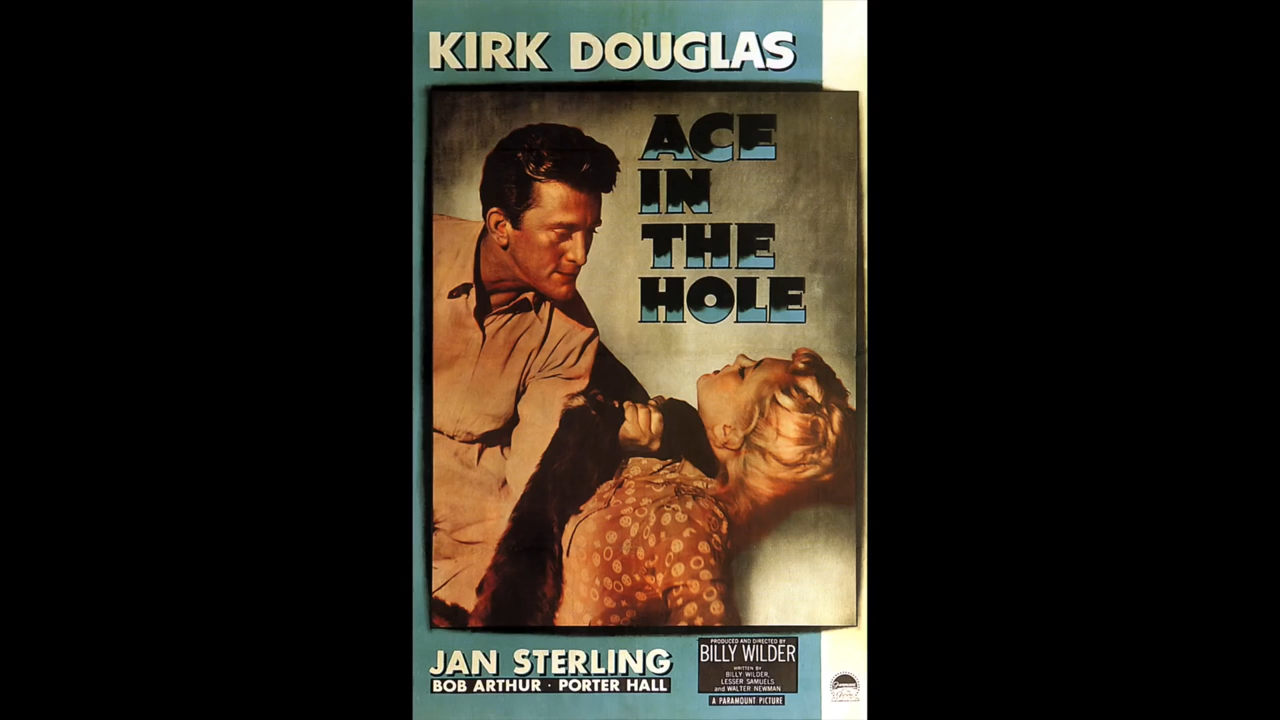 KIRK DOUGLAS
ACE
IN
THE
HOLE
JAN STERLING
BOB ARTHUR · PORTER HALL
PRODUCED AND DIRECTED BY
BILLY WILDER
WRITTEN BY
BILLY WILDER,
LESSER SAMUELS
and WALTER NEWMAN
A PARAMOUNT PICTURE
Paramount